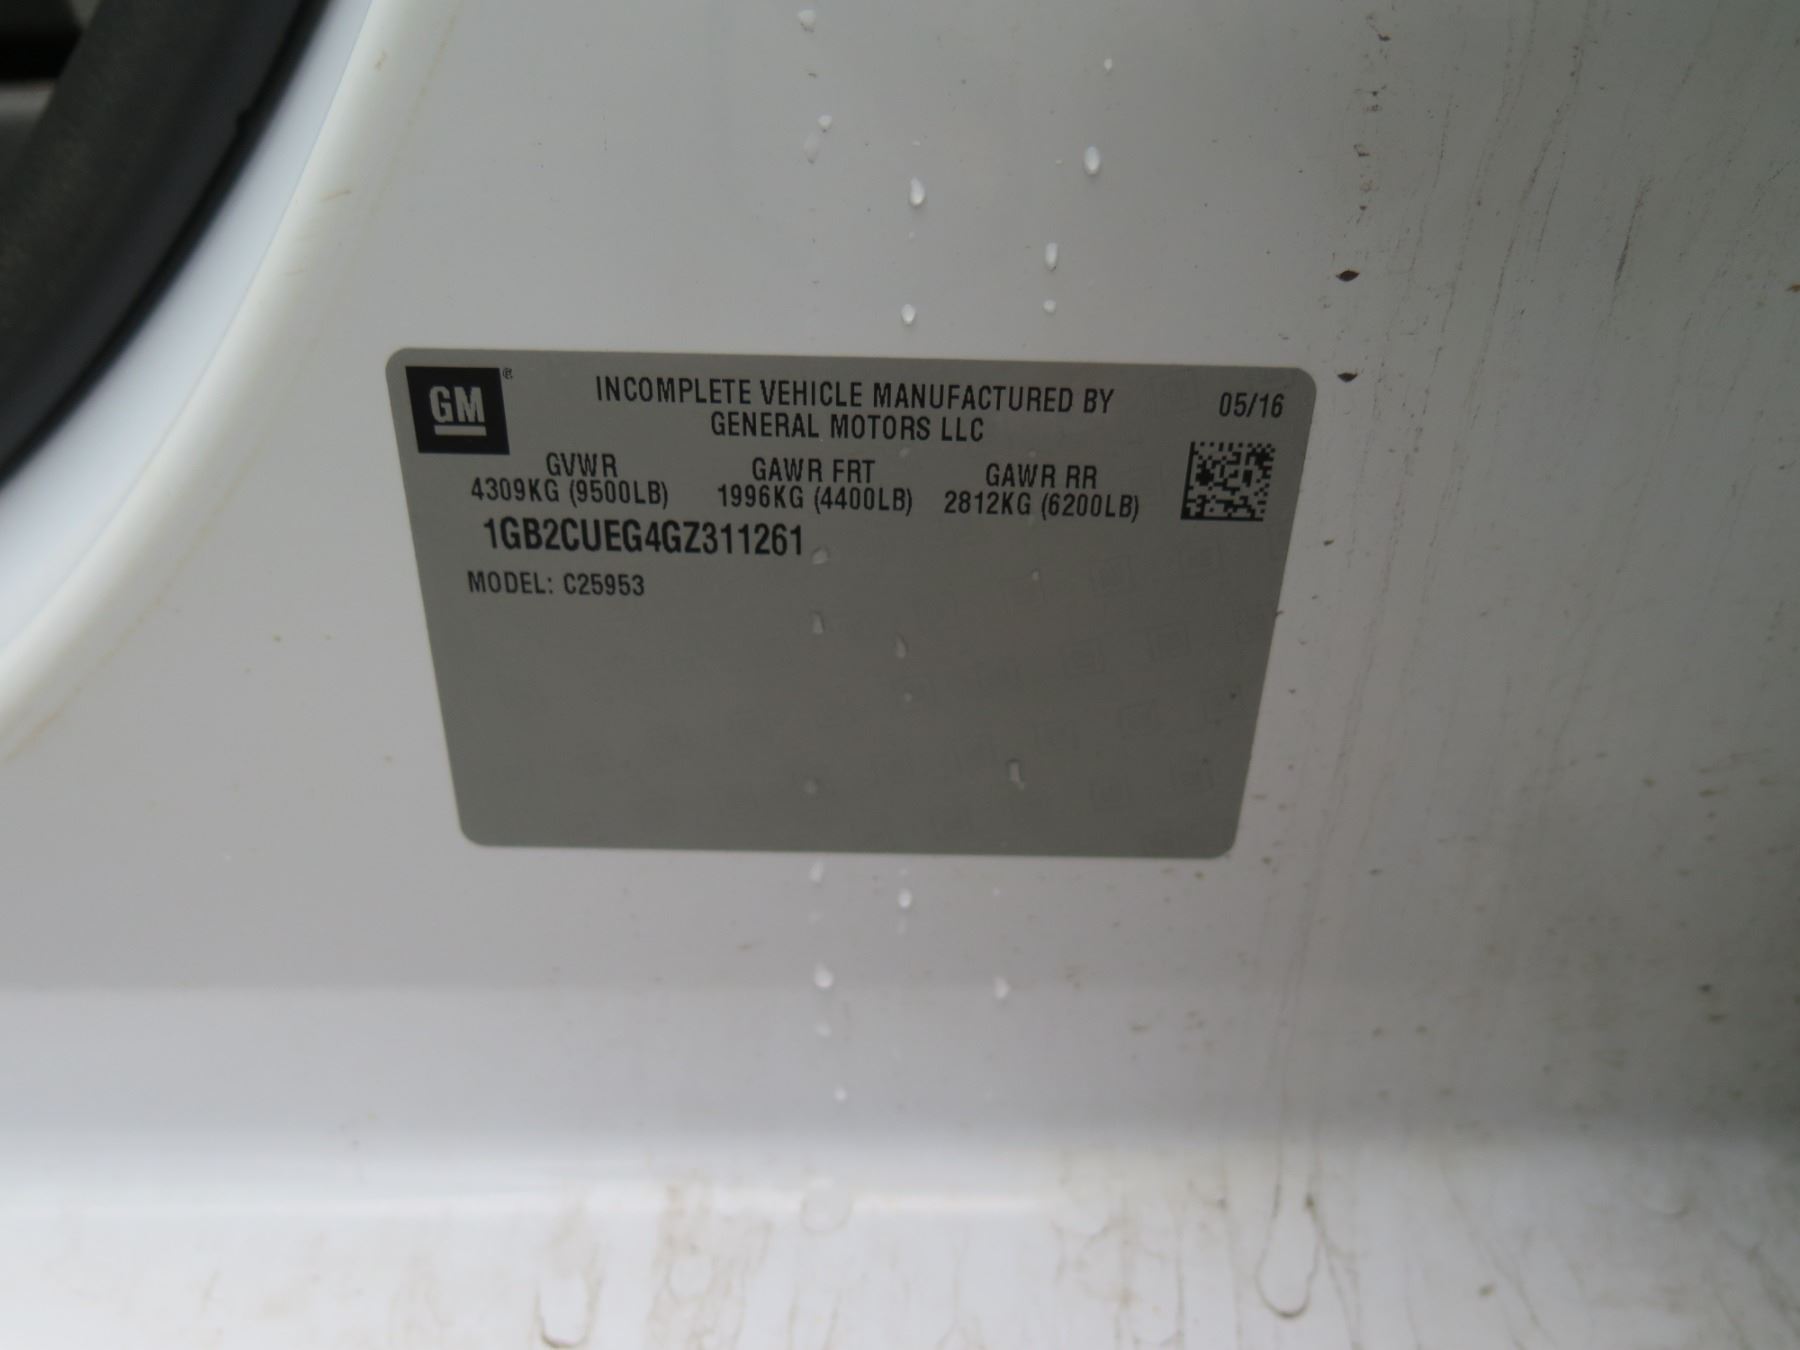 GM®
INCOMPLETE VEHICLE MANUFACTURED BY
GENERAL MOTORS LLC
05/16
GVWR
4309KG (9500LB)
GAWR FRT
1996KG (4400LB)
GAWR RR
2812KG (6200LB)
1GB2CUEG4GZ311261
MODEL: C25953